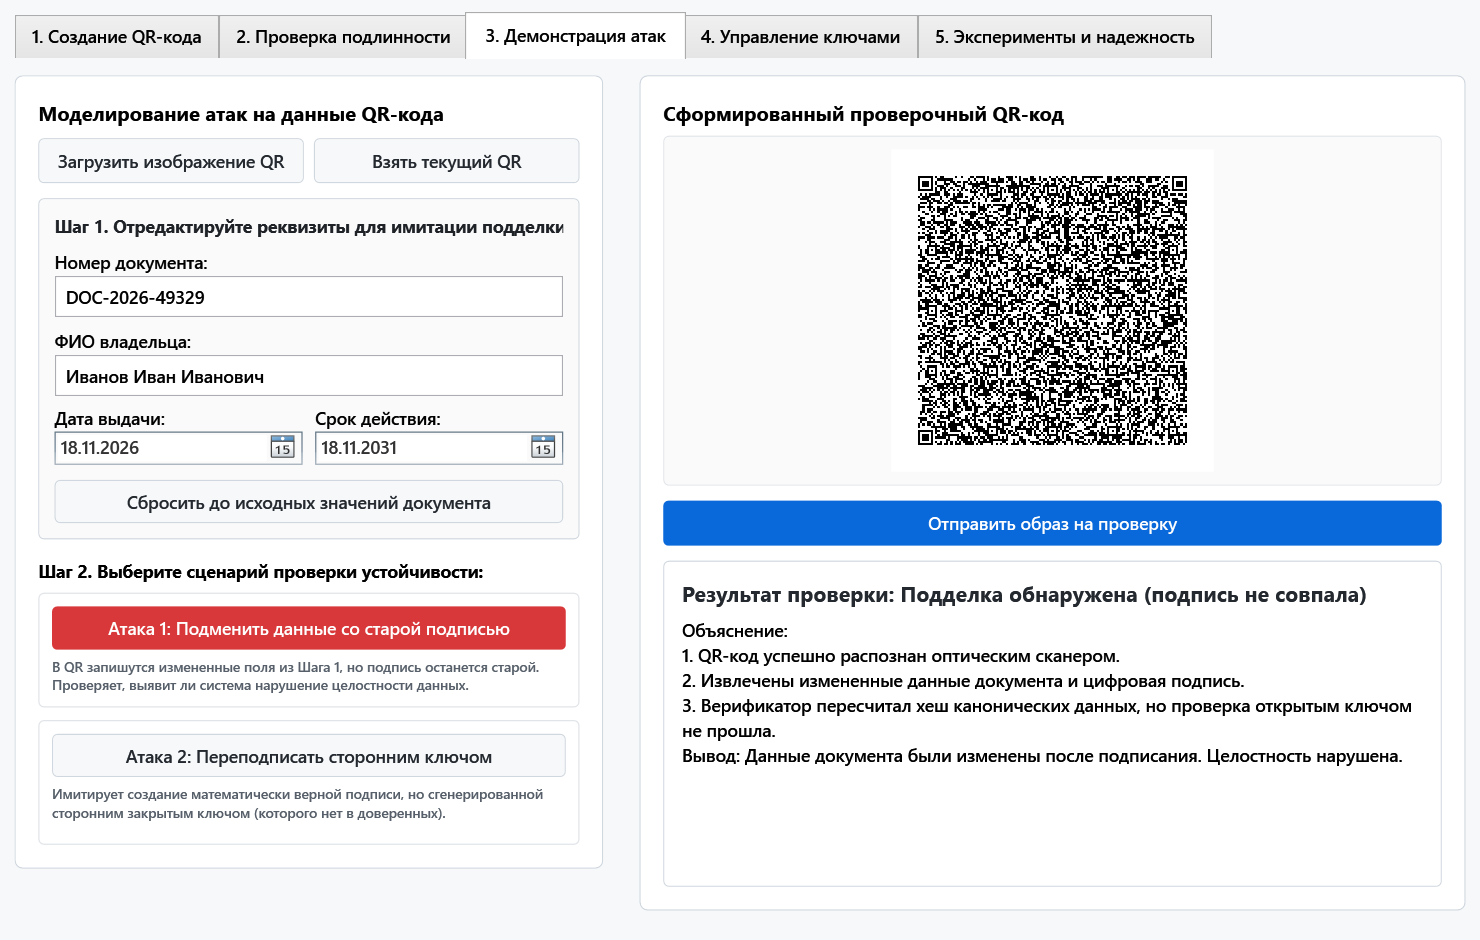 1. Создание QR-кода
2. Проверка подлинности
3. Демонстрация атак
4. Управление ключами
5. Эксперименты и надежность
Моделирование атак на данные QR-кода
Загрузить изображение QR
Взять текущий QR
Шаг 1. Отредактируйте реквизиты для имитации подделки
Номер документа:
DOC-2026-49329
ФИО владельца:
Иванов Иван Иванович
Дата выдачи:
Срок действия:
18.11.2026
15
18.11.2031
15
Сбросить до исходных значений документа
Шаг 2. Выберите сценарий проверки устойчивости:
Атака 1: Подменить данные со старой подписью
В QR запишутся измененные поля из Шага 1, но подпись останется старой.
Проверяет, выявит ли система нарушение целостности данных.
Атака 2: Переподписать сторонним ключом
Имитирует создание математически верной подписи, но сгенерированной
сторонним закрытым ключом (которого нет в доверенных).
Сформированный проверочный QR-код
Отправить образ на проверку
Результат проверки: Подделка обнаружена (подпись не совпала)
Объяснение:
1. QR-код успешно распознан оптическим сканером.
2. Извлечены измененные данные документа и цифровая подпись.
3. Верификатор пересчитал хеш канонических данных, но проверка открытым ключом
не прошла.
Вывод: Данные документа были изменены после подписания. Целостность нарушена.